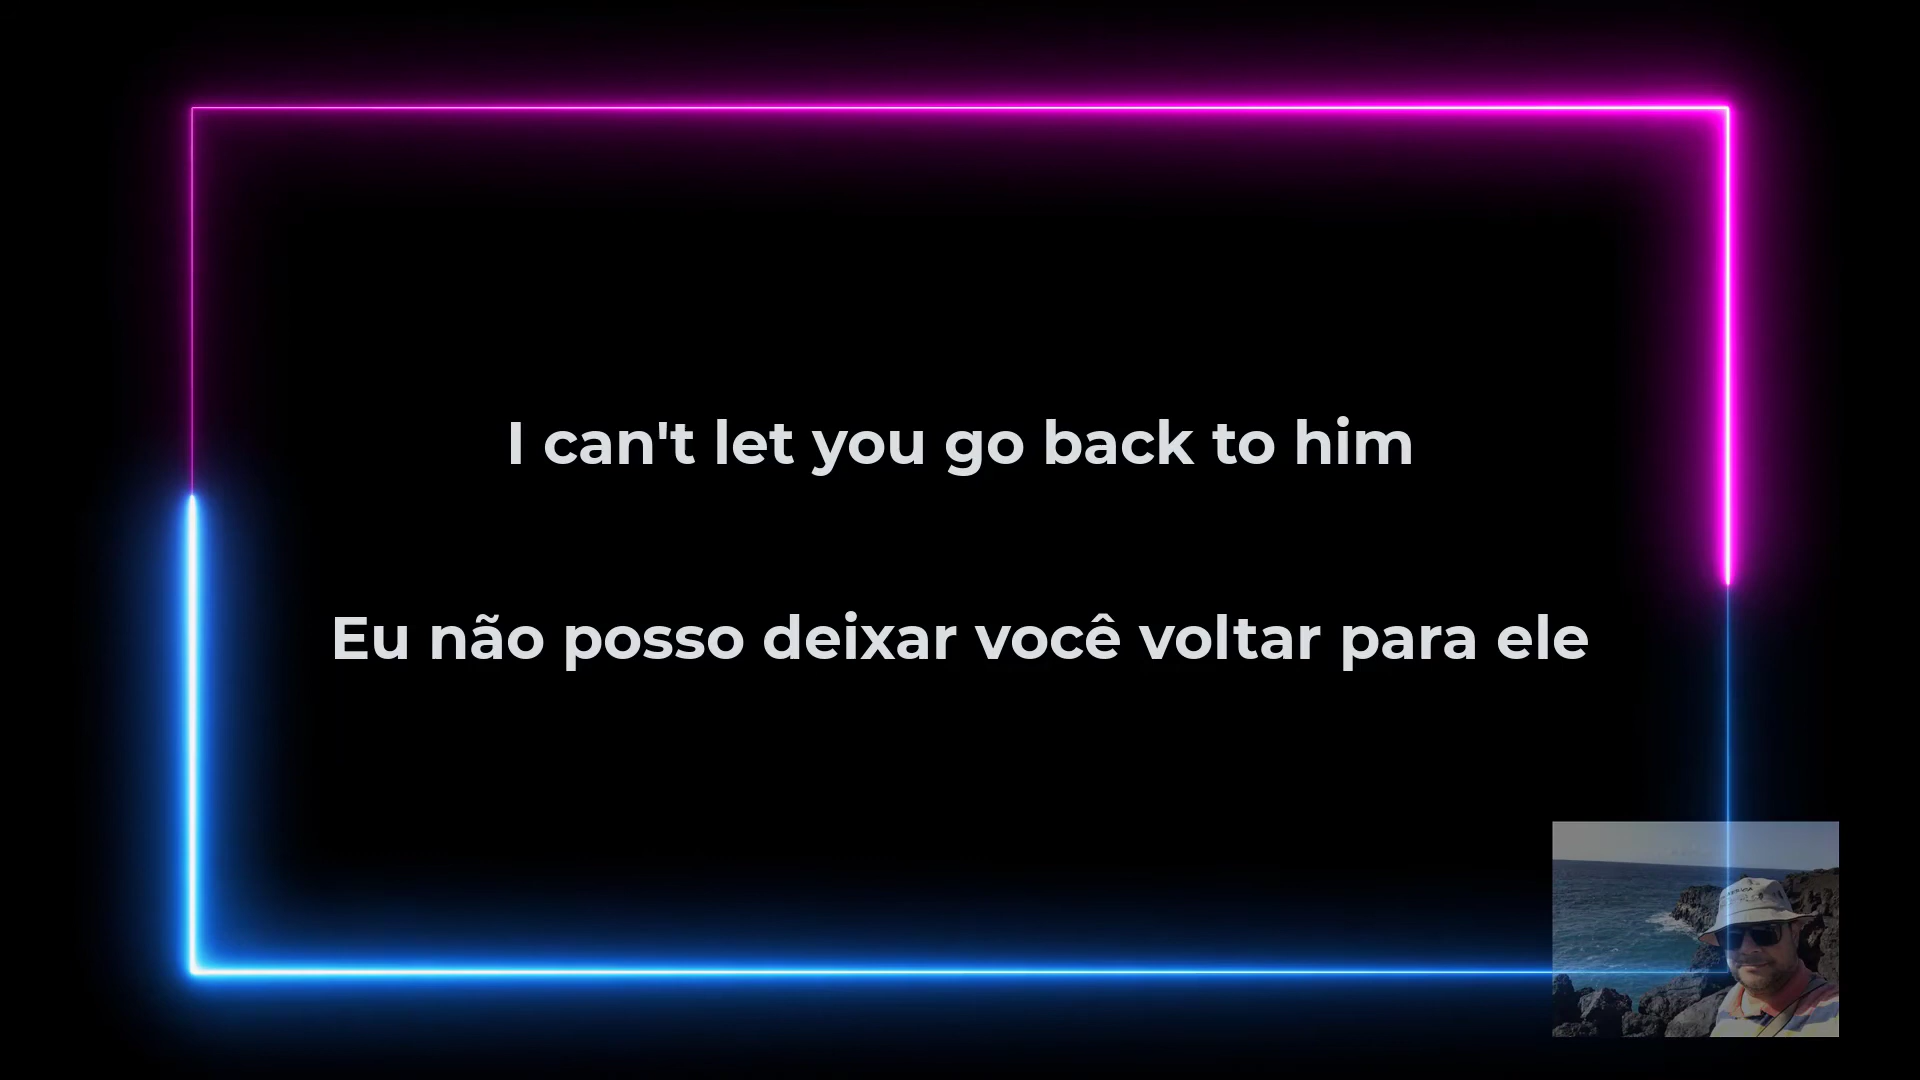 I can't let you go back to him
Eu não posso deixar você voltar para ele